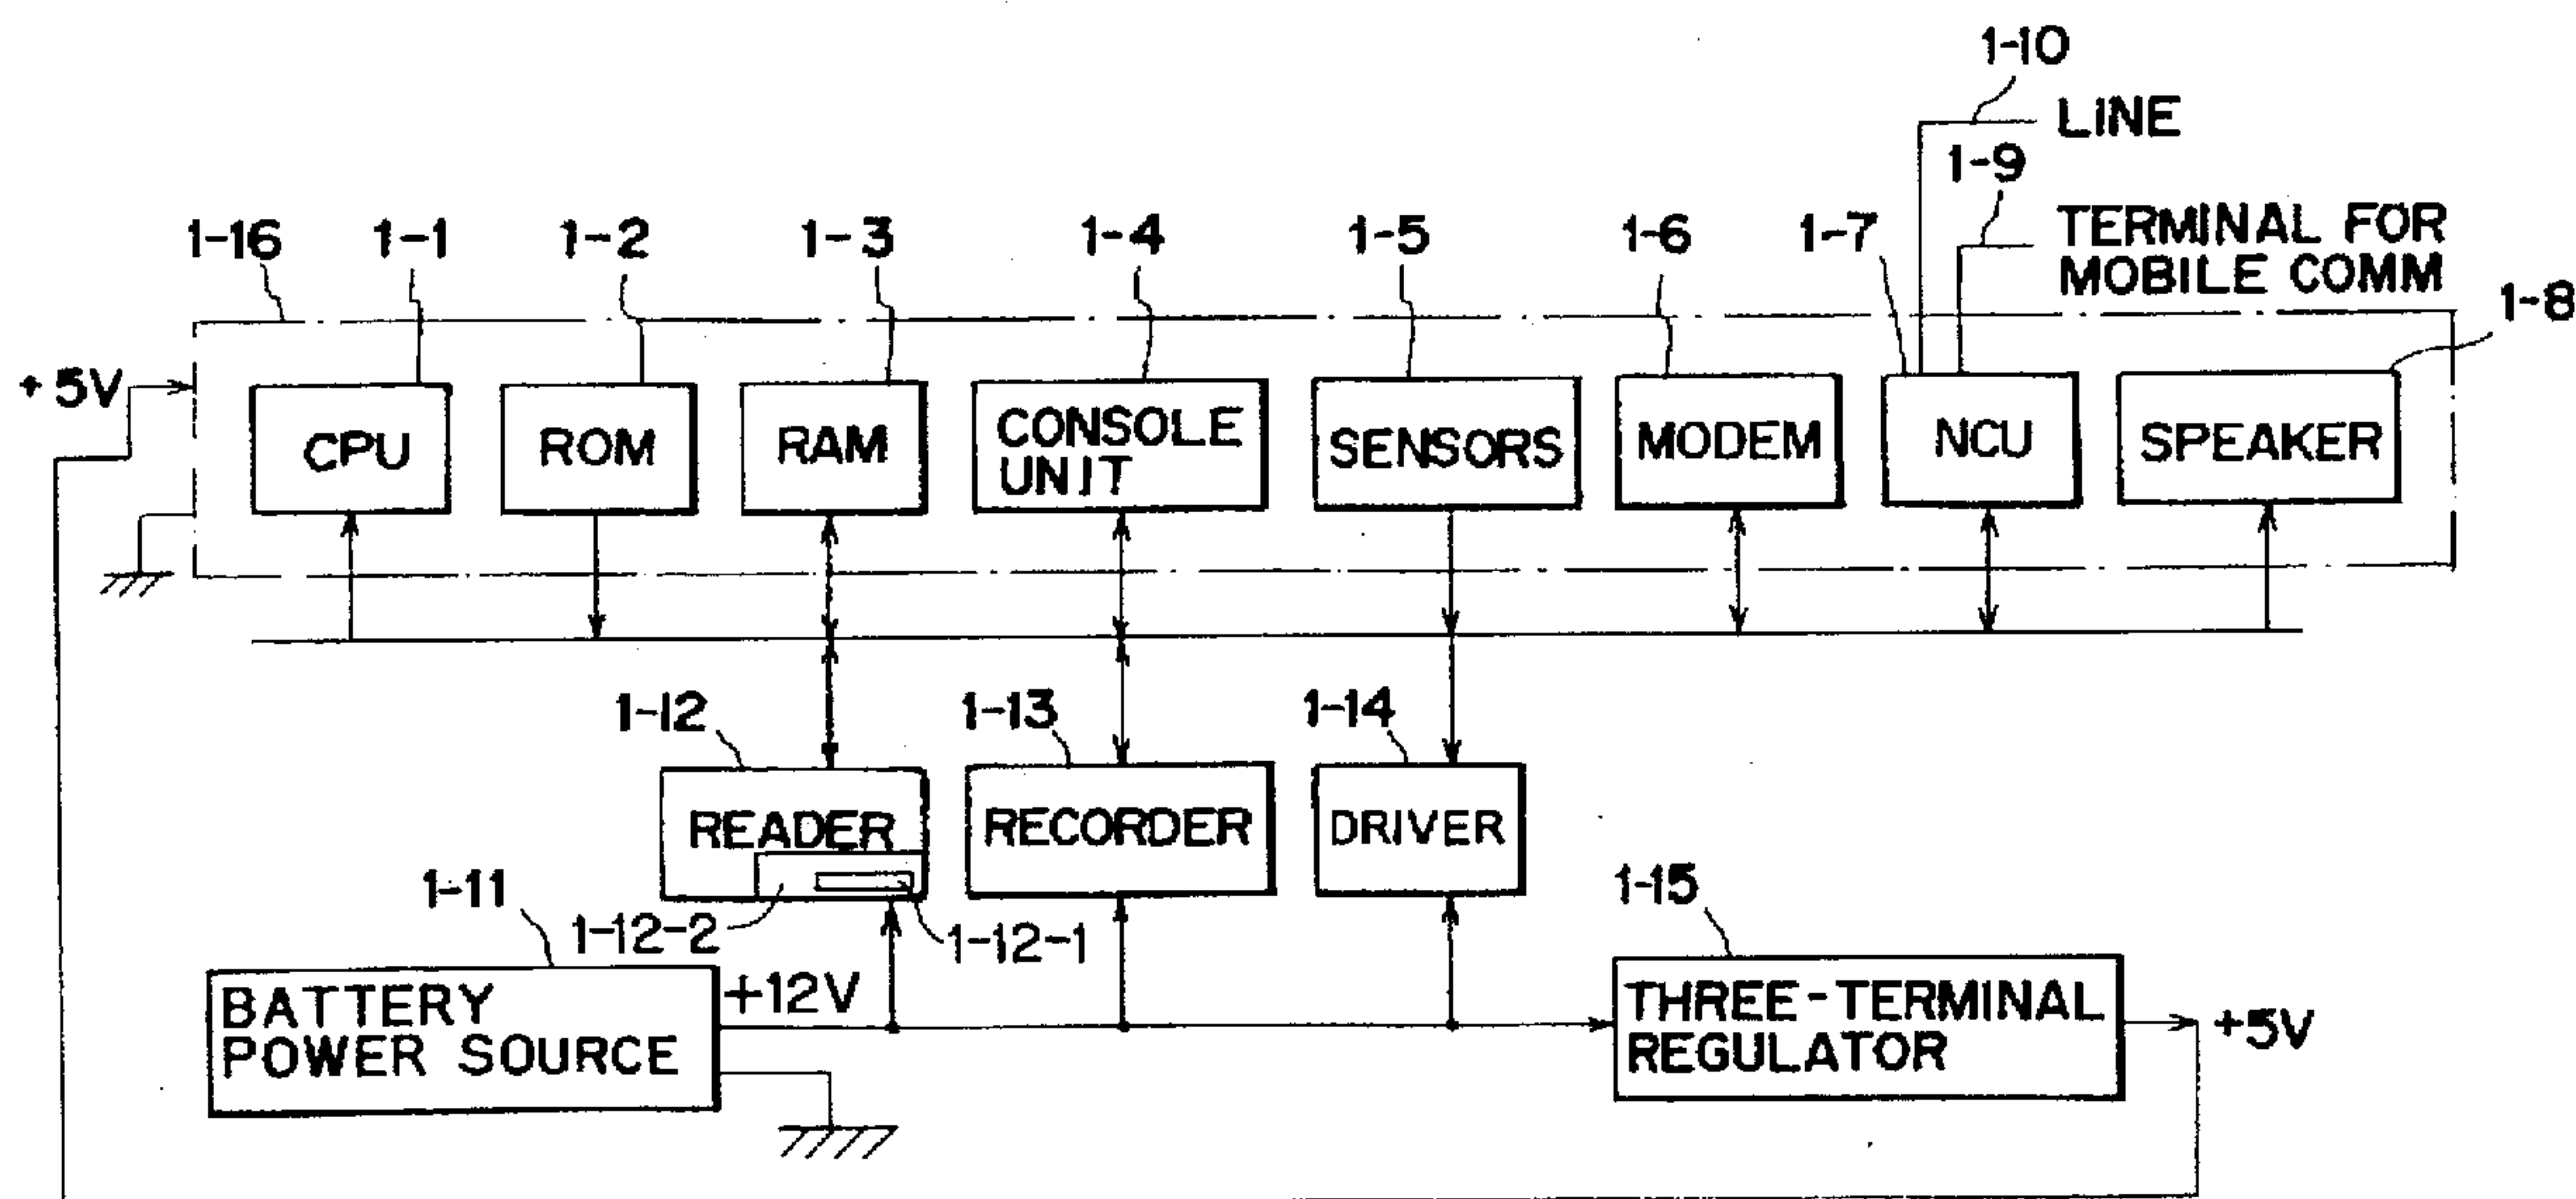 1-10
LINE
1-9
TERMINAL FOR
MOBILE COMM
1-16 1-1 1-2 1-3 1-4 1-5 1-6 1-7 1-8
+5V
CPU
ROM
RAM
CONSOLE
UNIT
SENSORS
MODEM
NCU
SPEAKER
1-12 1-13 1-14
READER
RECORDER
DRIVER
1-11
1-12-2
1-12-1
1-15
BATTERY
POWER SOURCE
+12V
THREE-TERMINAL
REGULATOR
+5V